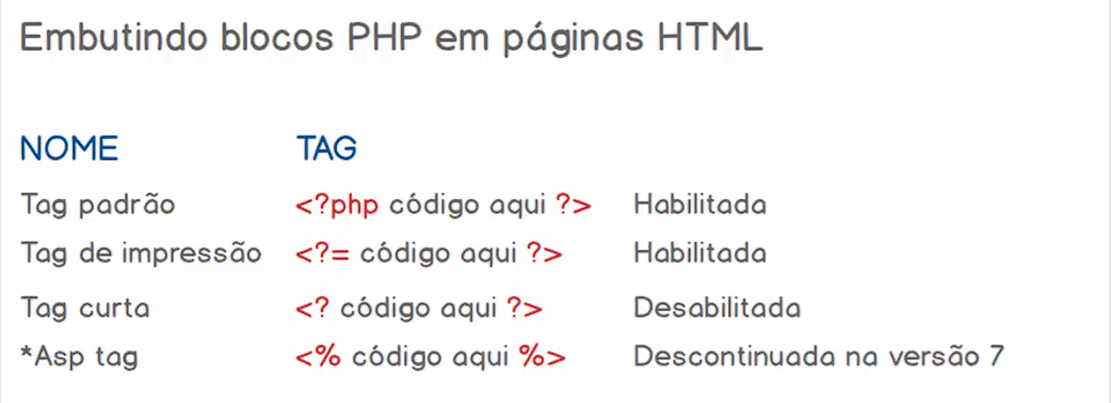 Embutindo blocos PHP em páginas HTML
NOME TAG
Tag padrão <?php código aqui ?> Habilitada
Tag de impressão <?= código aqui ?> Habilitada
Tag curta <? código aqui ?> Desabilitada
*Asp tag <% código aqui %> Descontinuada na versão 7